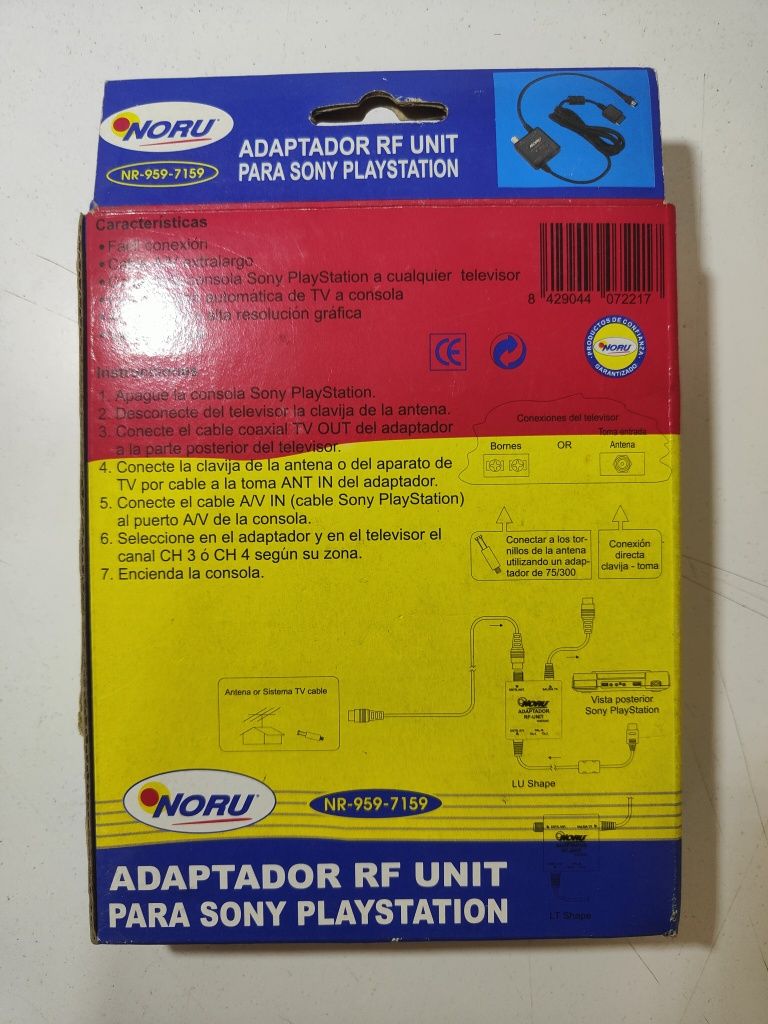 NORU
ADAPTADOR RF UNIT
PARA SONY PLAYSTATION
NR-959-7159
NORU
Características
• Fácil conexión
• Cable A/V extralargo
consola Sony PlayStation a cualquier televisor
automática de TV a consola
alta resolución gráfica
8 429044 072217
CE
PRODUCTOS DE CONFIANZA
NORU
GARANTIZADO
Instrucciones
1. Apague la consola Sony PlayStation.
2. Desconecte del televisor la clavija de la antena.
3. Conecte el cable coaxial TV OUT del adaptador
a la parte posterior del televisor.
4. Conecte la clavija de la antena o del aparato de
TV por cable a la toma ANT IN del adaptador.
5. Conecte el cable A/V IN (cable Sony PlayStation)
al puerto A/V de la consola.
6. Seleccione en el adaptador y en el televisor el
canal CH 3 ó CH 4 según su zona.
7. Encienda la consola.
Conexiones del televisor
Toma entrada
Bornes
OR
Antena
Conectar a los tor-
nillos de la antena
utilizando un adap-
tador de 75/300
Conexión
directa
clavija - toma
Antena or Sistema TV cable
NORU
ADAPTADOR
RF-UNIT
Vista posterior
Sony PlayStation
LU Shape
NORU
NR-959-7159
NORU
LT Shape
ADAPTADOR RF UNIT
PARA SONY PLAYSTATION